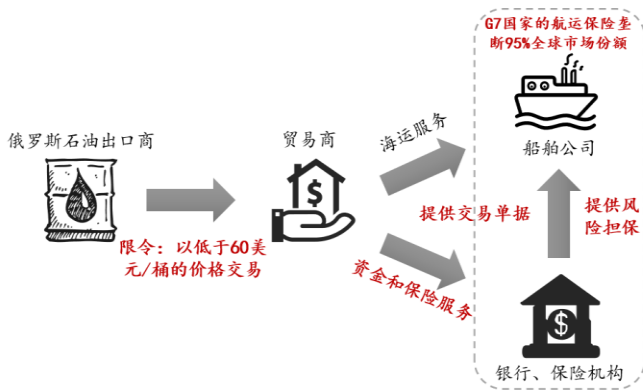 G7国家的航运保险垄
断95%全球市场份额
俄罗斯石油出口商
贸易商
海运服务
船舶公司
限令：以低于60美
元/桶的价格交易
提供交易单据
提供风
险担保
资金和保险服务
$
$
银行、保险机构